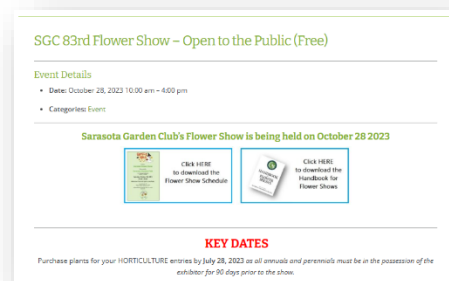 SGC 83rd Flower Show – Open to the Public (Free)
Event Details
• Date: October 28, 2023 10:00 am – 4:00 pm
• Categories: Event
Sarasota Garden Club's Flower Show is being held on October 28 2023
Click HERE
to download the
Flower Show Schedule
Click HERE
to download the
Handbook for
Flower Shows
KEY DATES
Purchase plants for your HORTICULTURE entries by July 28, 2023 as all annuals and perennials must be in the possession of the
exhibitor for 90 days prior to the show.